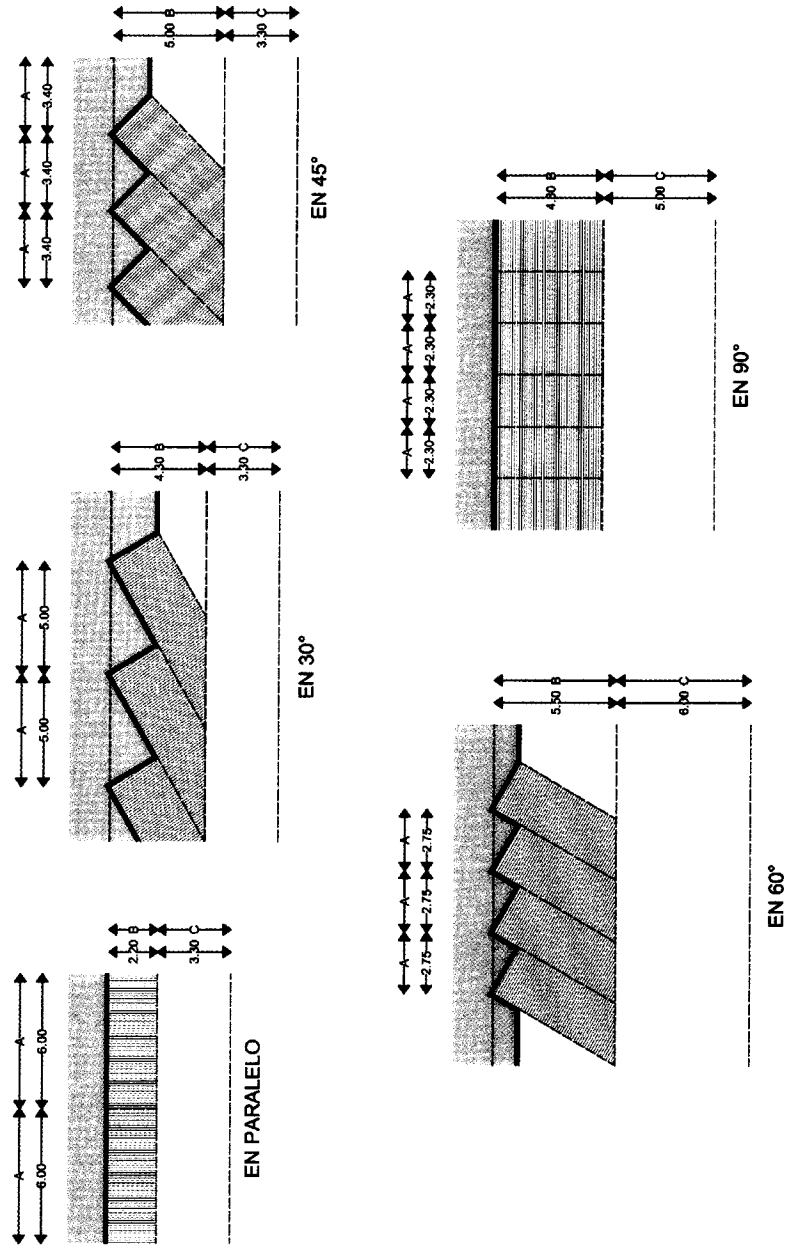 A A A
3.40 3.40 3.40
5.00 B
3.30 C
EN 45°
A A
5.00 5.00
4.30 B
3.30 C
EN 30°
A A
6.00 6.00
2.20 B
3.30 C
EN PARALELO
A A A A
2.30 2.30 2.30 2.30
4.80 B
5.00 C
EN 90°
A A A
2.75 2.75 2.75
5.50 B
6.00 C
EN 60°